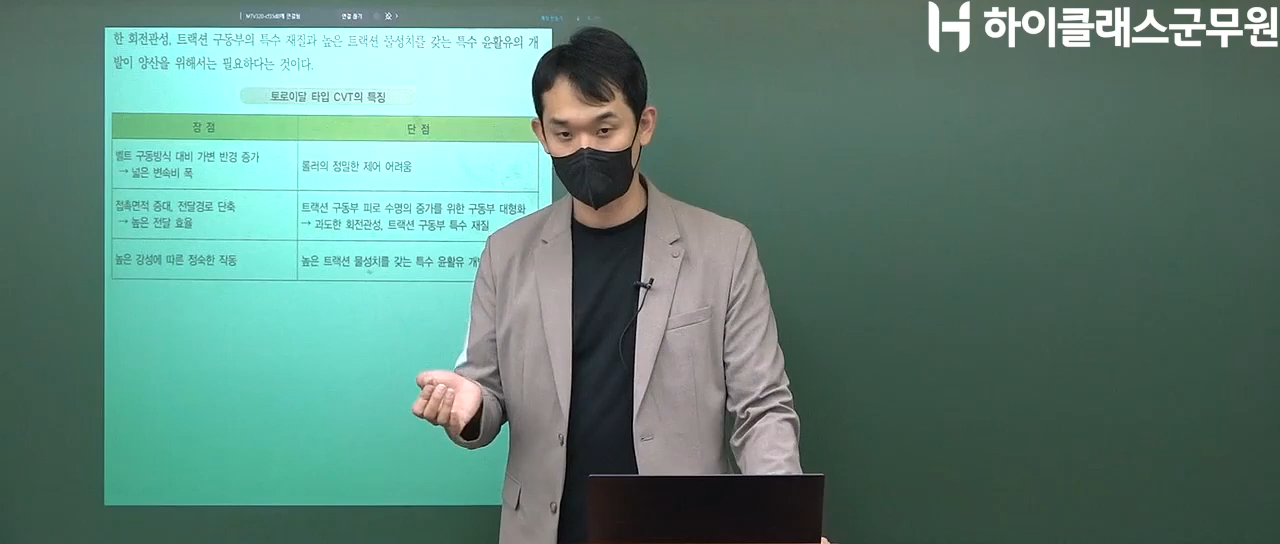 연결 끊기
하이클래스군무원
한 회전관성, 트랙션 구동부의 특수 재질과 높은 트랙션 물성치를 갖는 특수 윤활유의 개
발이 양산을 위해서는 필요하다는 것이다.
토로이달 타입 CVT의 특징
장 점
단 점
벨트 구동방식 대비 가변 반경 증가
→ 넓은 변속비 폭
롤러의 정밀한 제어 어려움
접촉면적 증대, 전달경로 단축
→ 높은 전달 효율
트랙션 구동부 피로 수명의 증가를 위한 구동부 대형화
→ 과도한 회전관성, 트랙션 구동부 특수 재질
높은 강성에 따른 정숙한 작동
높은 트랙션 물성치를 갖는 특수 윤활유